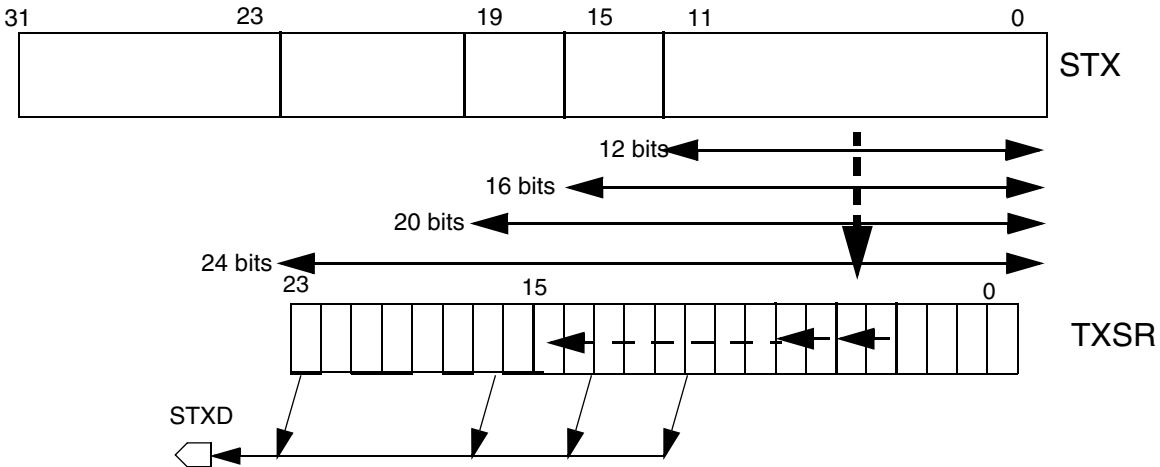 31 23 19 15 11 0
STX
12 bits
16 bits
20 bits
24 bits
23 15 0
TXSR
STXD